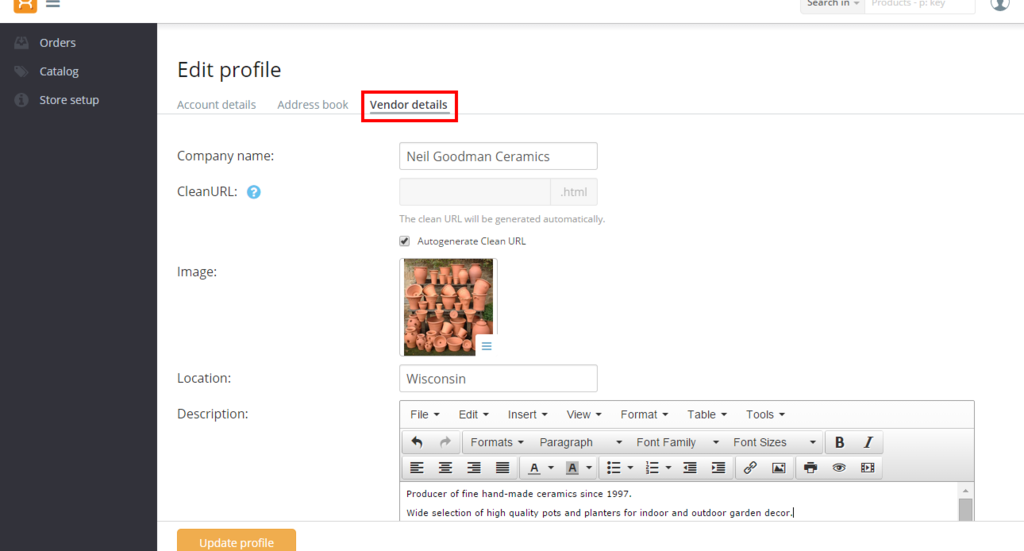 Search in
Products - p: key
Orders
Catalog
Store setup
Edit profile
Account details Address book Vendor details
Company name: Neil Goodman Ceramics
CleanURL: ? .html
The clean URL will be generated automatically.
Autogenerate Clean URL
Image:
Location: Wisconsin
Description:
File Edit Insert View Format Table Tools
Formats Paragraph Font Family Font Sizes B I
A A
Producer of fine hand-made ceramics since 1997.
Wide selection of high quality pots and planters for indoor and outdoor garden decor.
Update profile